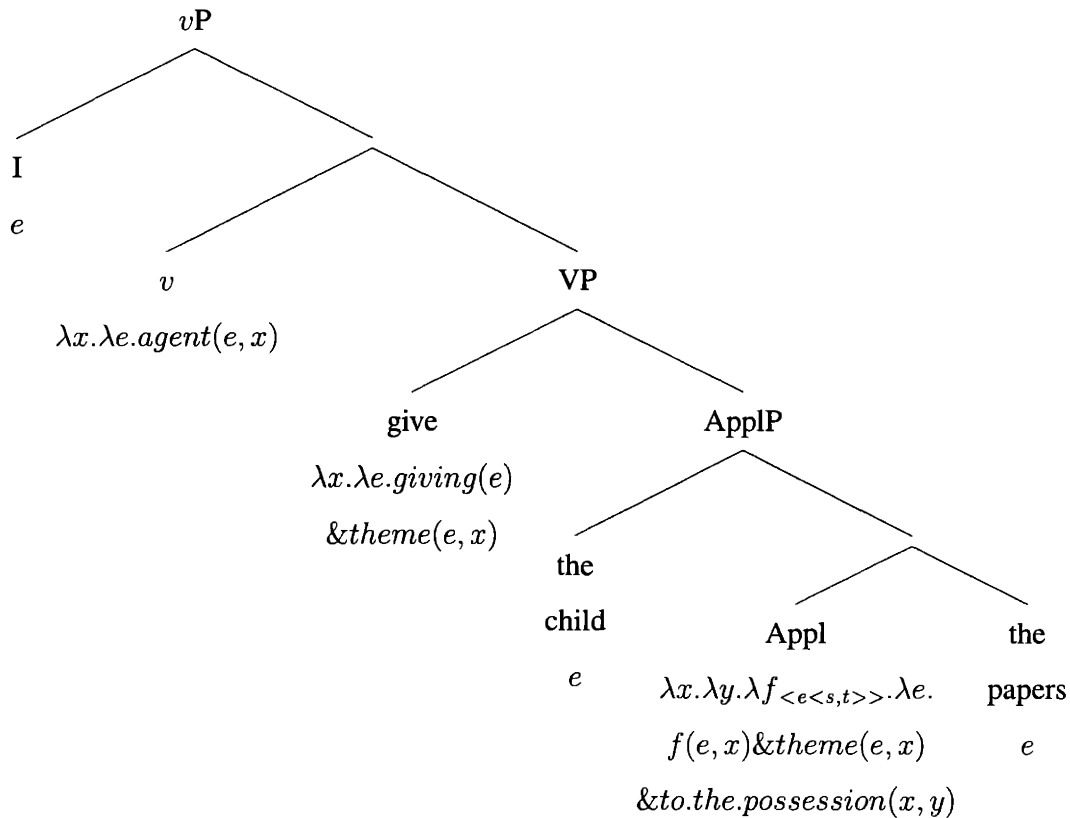 vP
I
e
v
λx.λe.agent(e, x)
VP
give
λx.λe.giving(e)
&theme(e, x)
ApplP
the
child
e
Appl
λx.λy.λf<e<s,t>>.λe.
f(e, x)&theme(e, x)
&to.the.possession(x, y)
the
papers
e